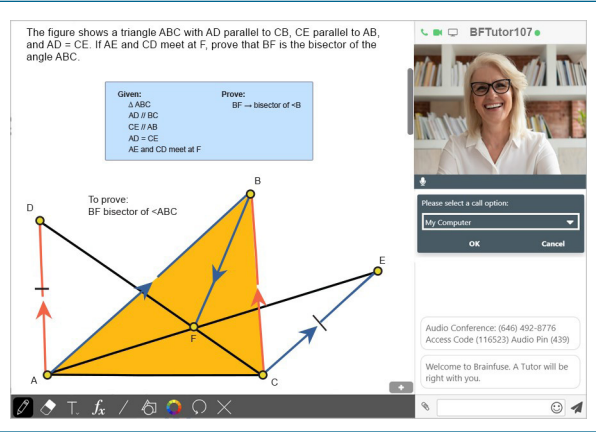 The figure shows a triangle ABC with AD parallel to CB, CE parallel to AB,
and AD = CE. If AE and CD meet at F, prove that BF is the bisector of the
angle ABC.
Given:
Δ ABC
AD // BC
CE // AB
AD = CE
AE and CD meet at F
Prove:
BF → bisector of <B
To prove:
BF bisector of <ABC
B
D
E
F
A
C
T
fx
BFTutor107
Please select a call option:
My Computer
OK Cancel
Audio Conference: (646) 492-8776
Access Code (116523) Audio Pin (439)
Welcome to Brainfuse. A Tutor will be
right with you.